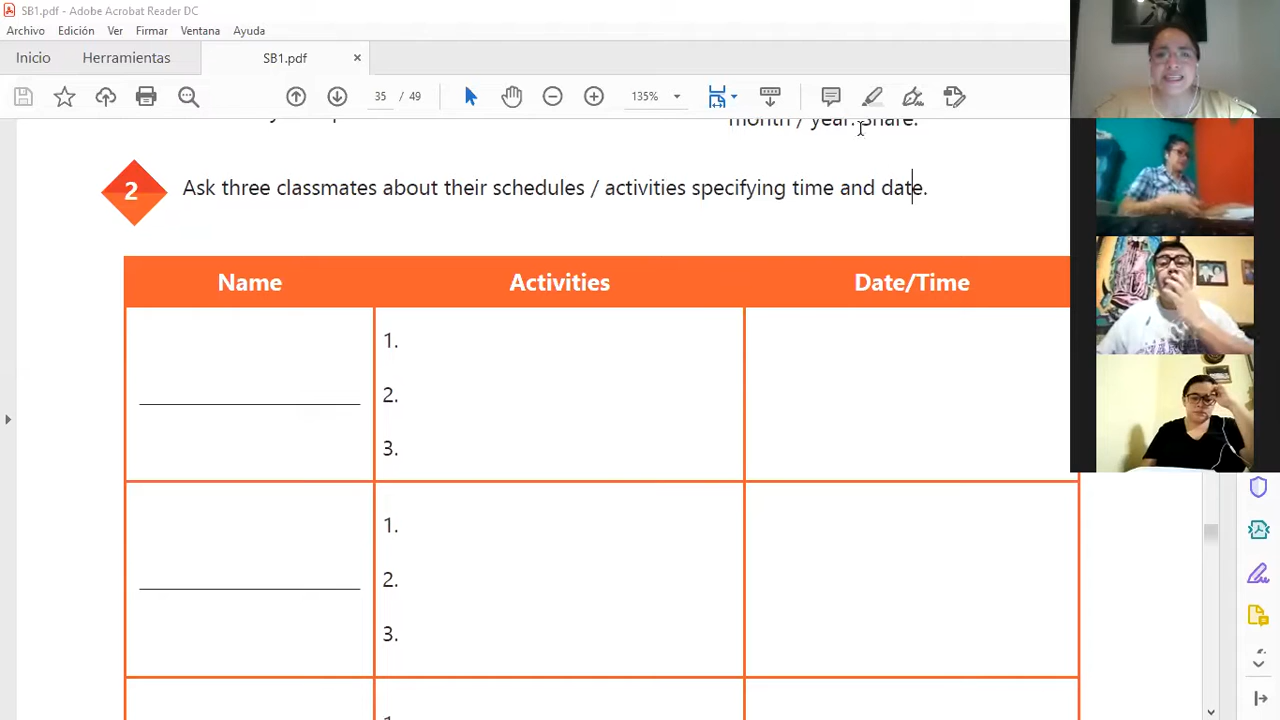 SB1.pdf - Adobe Acrobat Reader DC
Archivo Edición Ver Firmar Ventana Ayuda
Inicio Herramientas SB1.pdf ×
35 / 49 135%
month / year. Share.
2 Ask three classmates about their schedules / activities specifying time and date.
Name Activities Date/Time
1.
2.
3.
1.
2.
3.